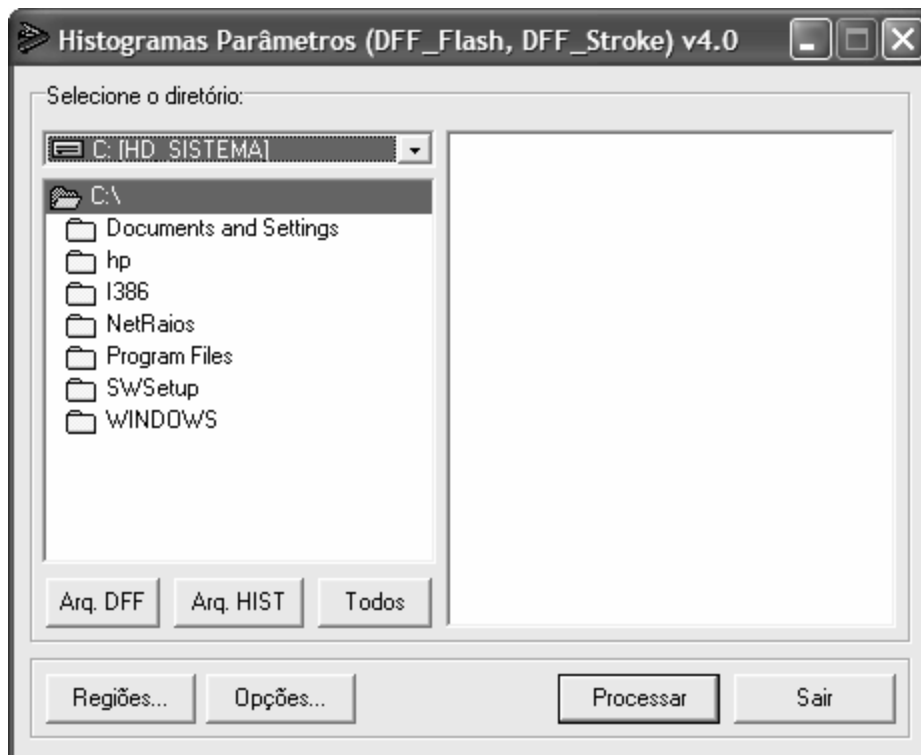 Histogramas Parâmetros (DFF_Flash, DFF_Stroke) v4.0
Selecione o diretório:
C: [HD_SISTEMA]
C:\
Documents and Settings
hp
I386
NetRaios
Program Files
SWSetup
WINDOWS
Arq. DFF Arq. HIST Todos
Regiões... Opções... Processar Sair